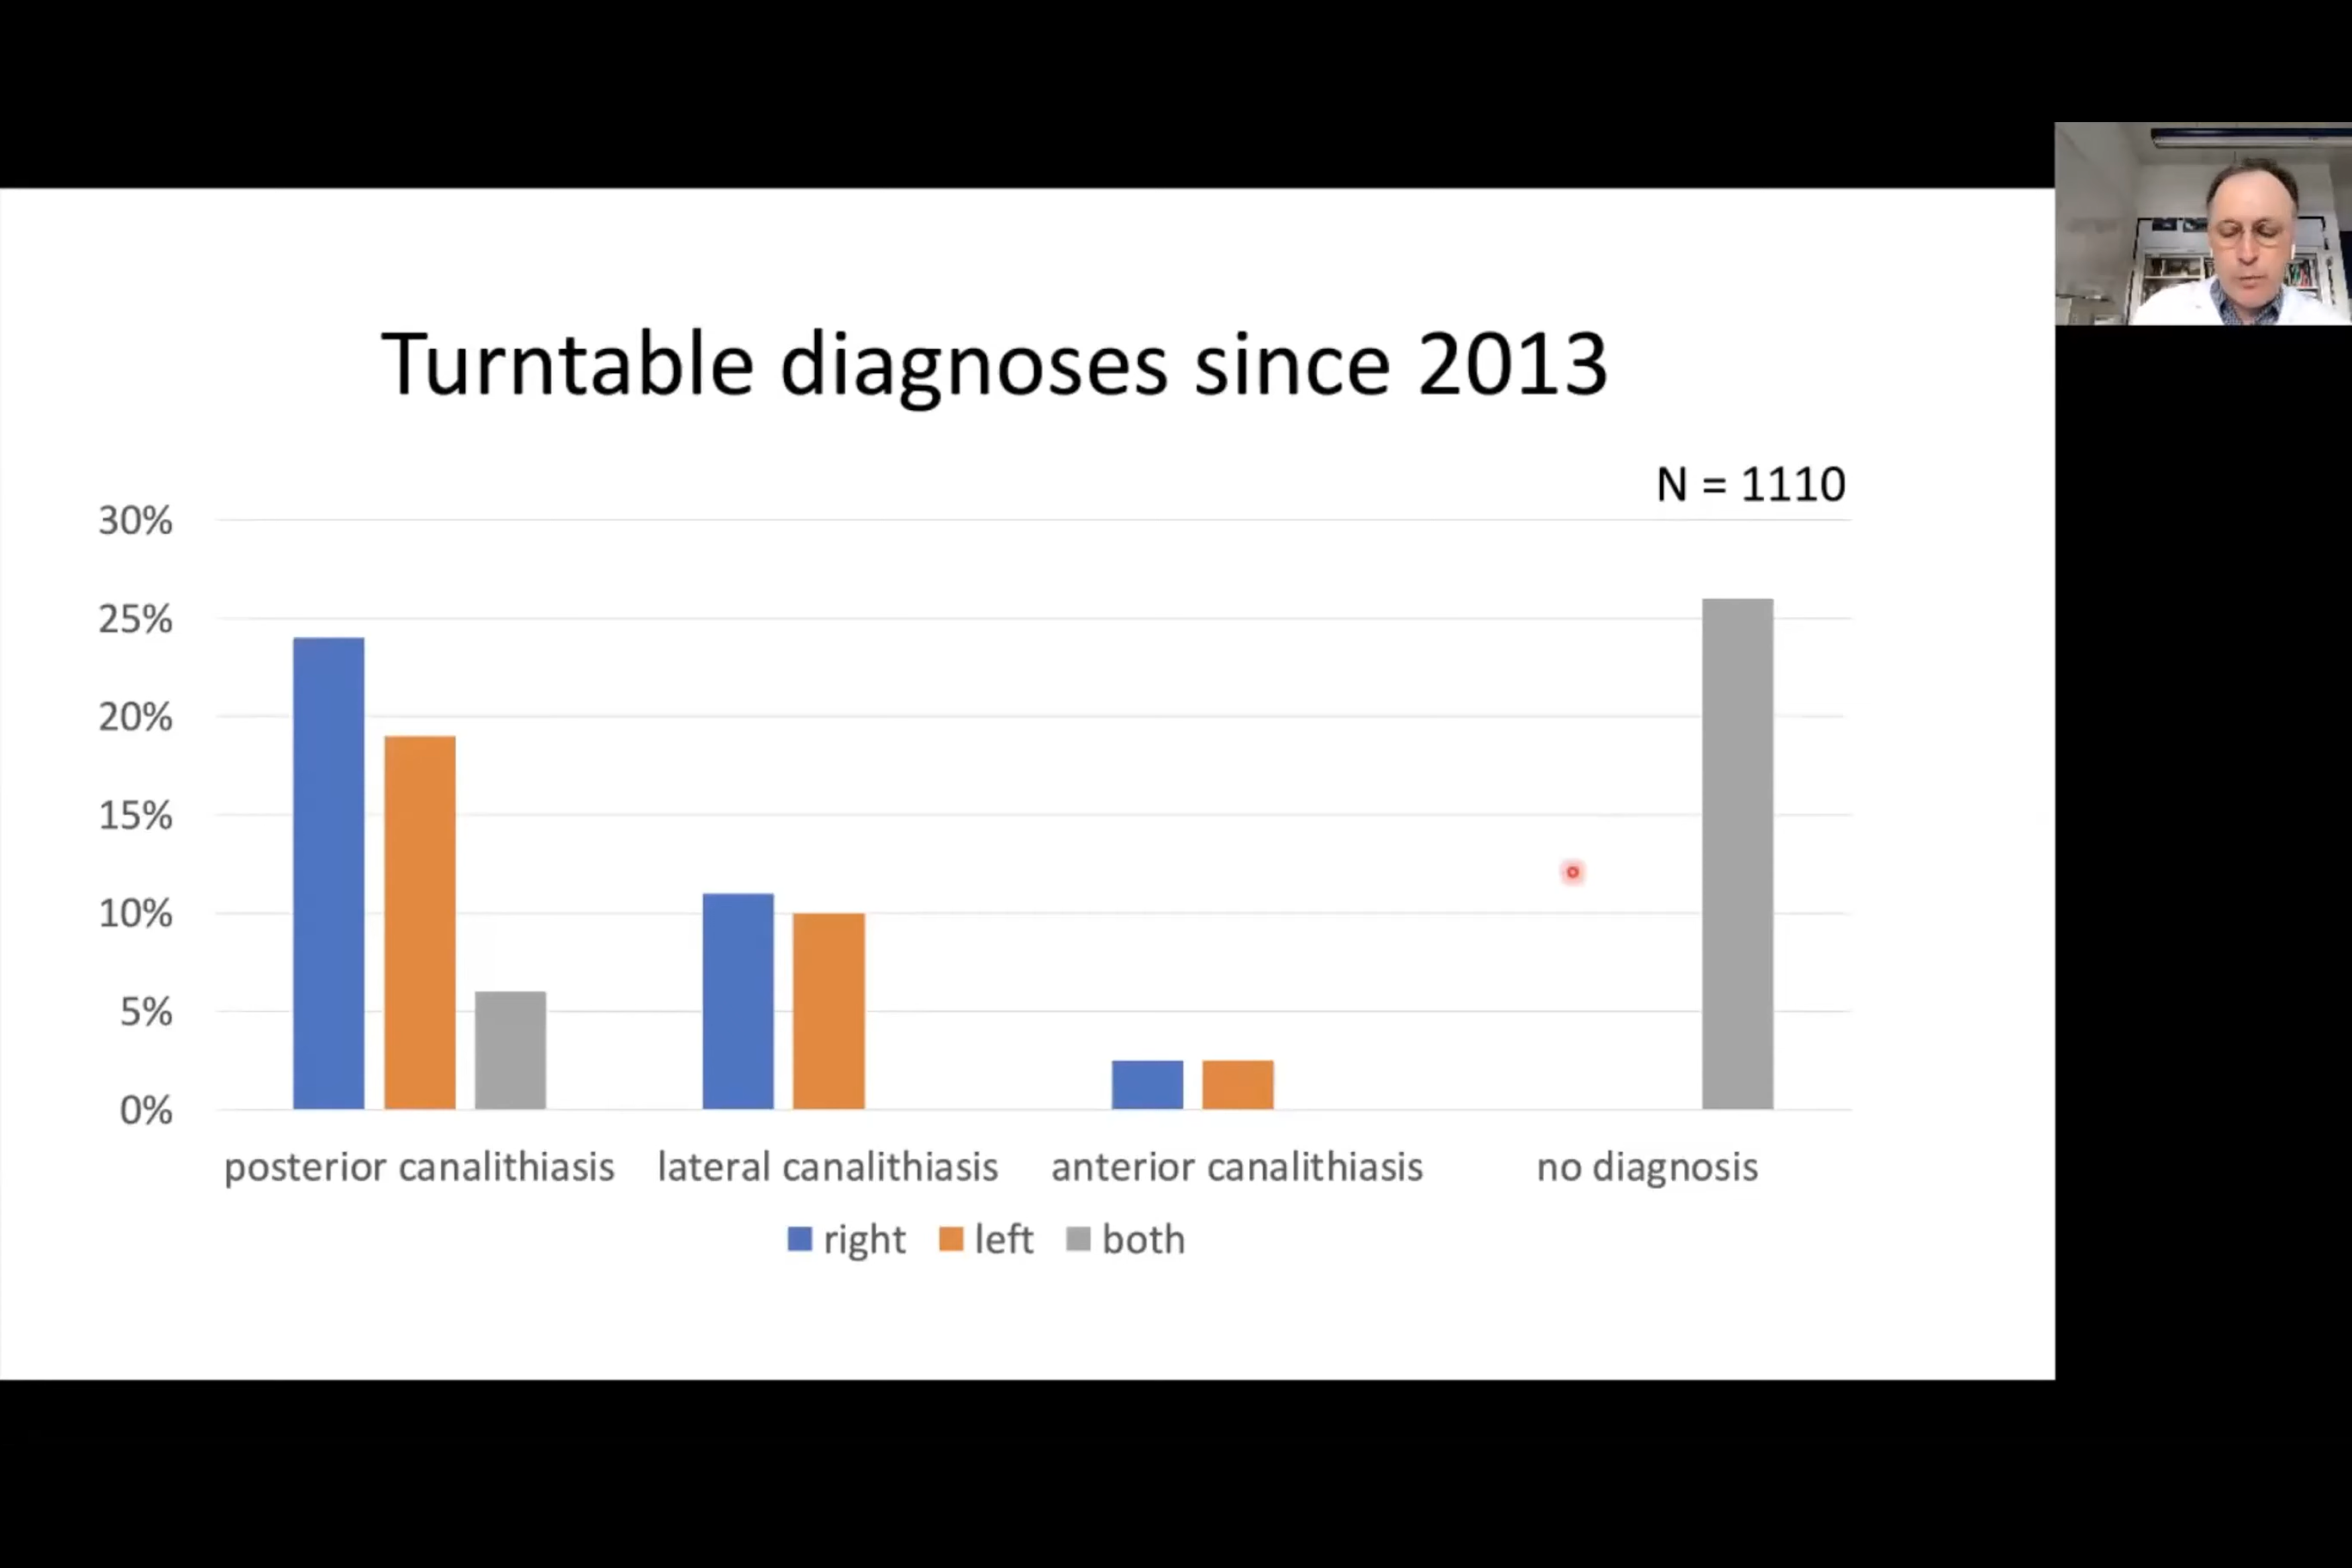 Turntable diagnoses since 2013
N = 1110
30%
25%
20%
15%
10%
5%
0%
posterior canalithiasis lateral canalithiasis anterior canalithiasis no diagnosis
right left both